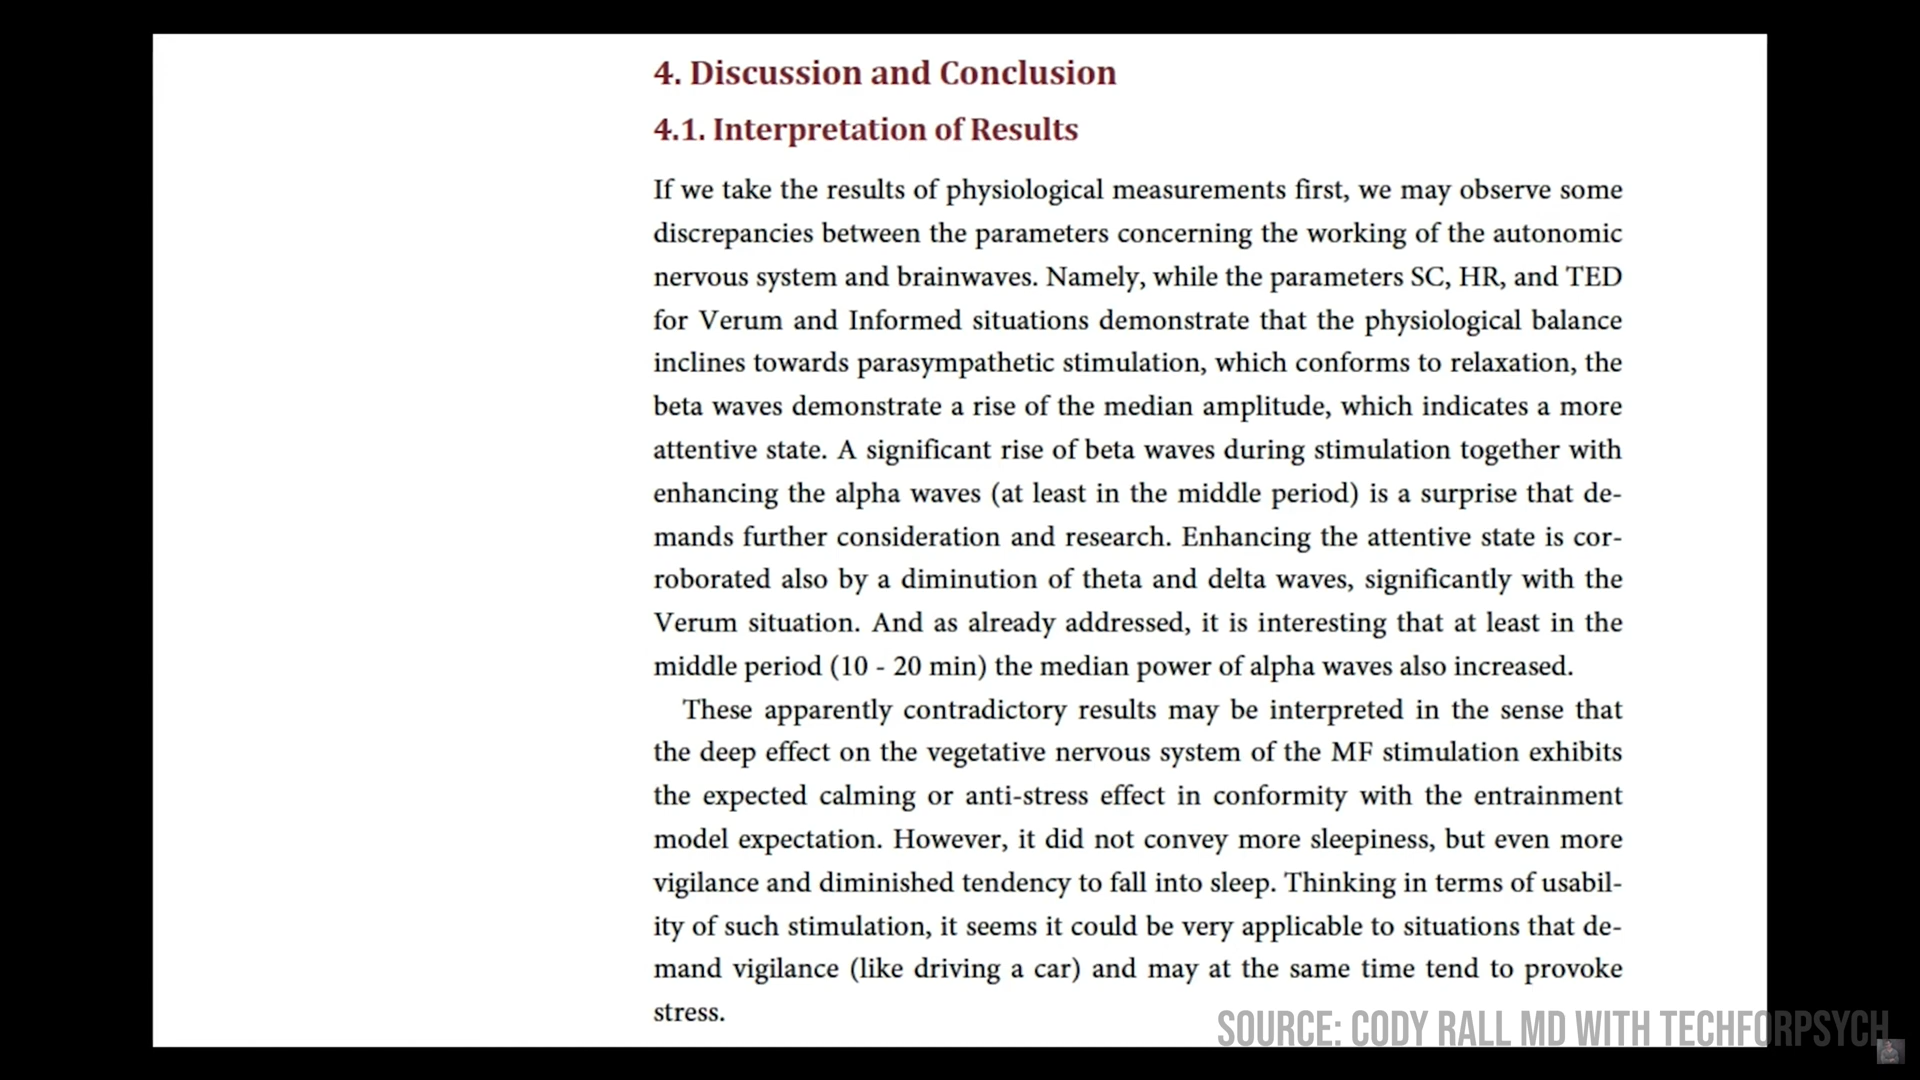 4. Discussion and Conclusion
4.1. Interpretation of Results
If we take the results of physiological measurements first, we may observe some
discrepancies between the parameters concerning the working of the autonomic
nervous system and brainwaves. Namely, while the parameters SC, HR, and TED
for Verum and Informed situations demonstrate that the physiological balance
inclines towards parasympathetic stimulation, which conforms to relaxation, the
beta waves demonstrate a rise of the median amplitude, which indicates a more
attentive state. A significant rise of beta waves during stimulation together with
enhancing the alpha waves (at least in the middle period) is a surprise that de-
mands further consideration and research. Enhancing the attentive state is cor-
roborated also by a diminution of theta and delta waves, significantly with the
Verum situation. And as already addressed, it is interesting that at least in the
middle period (10 - 20 min) the median power of alpha waves also increased.
These apparently contradictory results may be interpreted in the sense that
the deep effect on the vegetative nervous system of the MF stimulation exhibits
the expected calming or anti-stress effect in conformity with the entrainment
model expectation. However, it did not convey more sleepiness, but even more
vigilance and diminished tendency to fall into sleep. Thinking in terms of usabil-
ity of such stimulation, it seems it could be very applicable to situations that de-
mand vigilance (like driving a car) and may at the same time tend to provoke
stress.
SOURCE: CODY RALL MD WITH TECHFORPSYCH